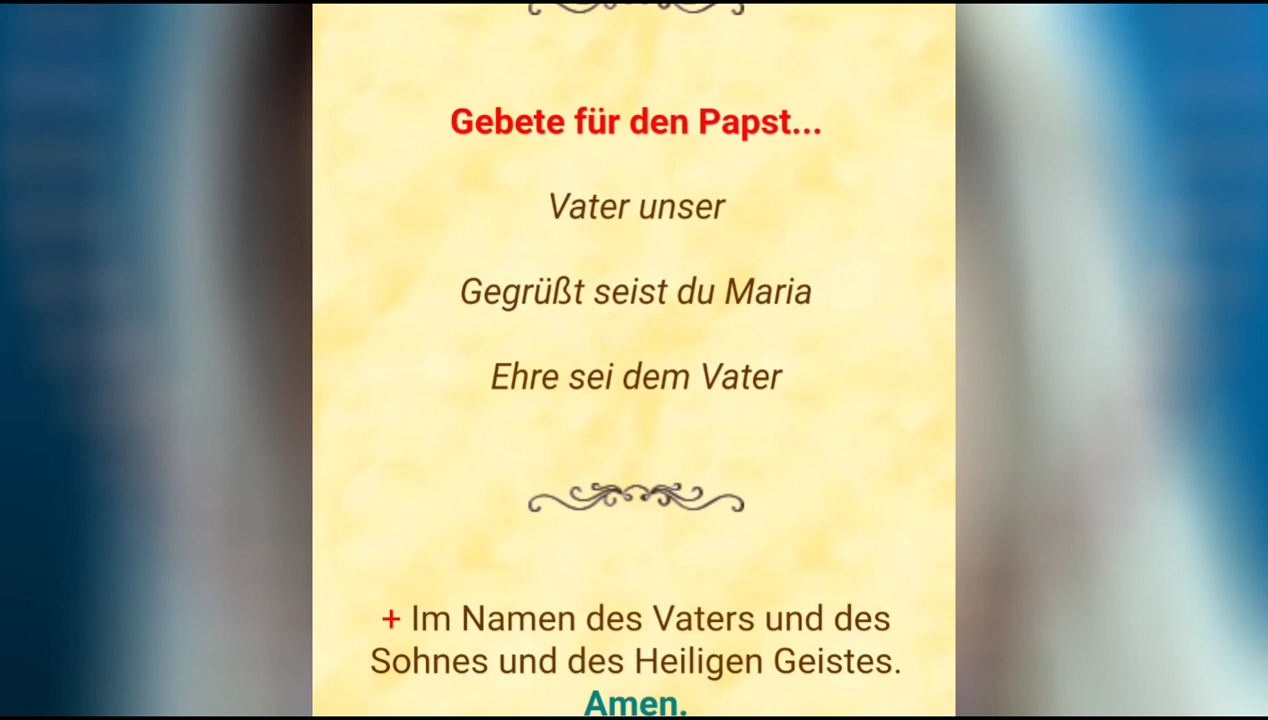 Gebete für den Papst...
Vater unser
Gegrüßt seist du Maria
Ehre sei dem Vater
+ Im Namen des Vaters und des
Sohnes und des Heiligen Geistes.
Amen.